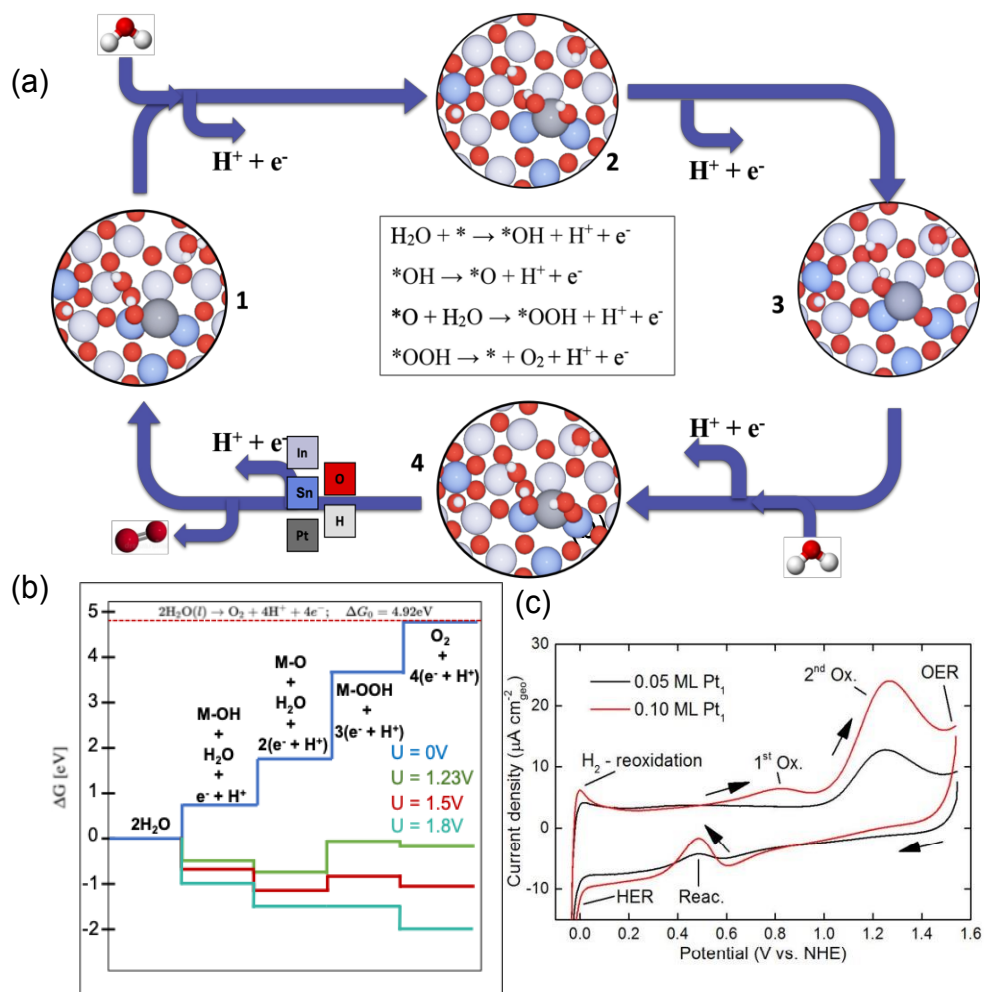 (a)
H⁺ + e⁻
2
H⁺ + e⁻
1
H₂O + * → *OH + H⁺ + e⁻
*OH → *O + H⁺ + e⁻
*O + H₂O → *OOH + H⁺ + e⁻
*OOH → * + O₂ + H⁺ + e⁻
3
H⁺ + e⁻
4
H⁺ + e⁻
In
O
Sn
H
Pt
(b)
2H₂O(l) → O₂ + 4H⁺ + 4e⁻; ΔG₀ = 4.92eV
ΔG [eV]
5
4
3
2
1
0
-1
-2
2H₂O
M-OH
+
H₂O
+
e⁻ + H⁺
M-O
+
H₂O
+
2(e⁻ + H⁺)
M-OOH
+
3(e⁻ + H⁺)
O₂
+
4(e⁻ + H⁺)
U = 0V
U = 1.23V
U = 1.5V
U = 1.8V
(c)
Current density (µA cm⁻²geo)
30
20
10
0
-10
0.05 ML Pt₁
0.10 ML Pt₁
2ⁿᵈ Ox.
OER
H₂ - reoxidation
1ˢᵗ Ox.
HER
Reac.
0.0 0.2 0.4 0.6 0.8 1.0 1.2 1.4 1.6
Potential (V vs. NHE)